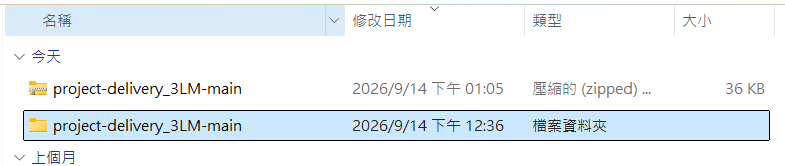 名稱 修改日期 類型 大小
今天
project-delivery_3LM-main 2026/9/14 下午 01:05 壓縮的 (zipped) ... 36 KB
project-delivery_3LM-main 2026/9/14 下午 12:36 檔案資料夾
上個月